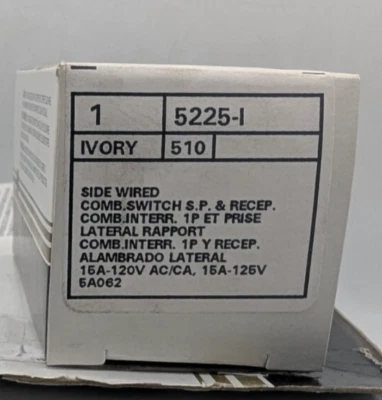 1 5225-I
IVORY 510
SIDE WIRED
COMB.SWITCH S.P. & RECEP.
COMB.INTERR. 1P ET PRISE
LATERAL RAPPORT
COMB.INTERR. 1P Y RECEP.
ALAMBRADO LATERAL
15A-120V AC/CA, 15A-125V
5A062